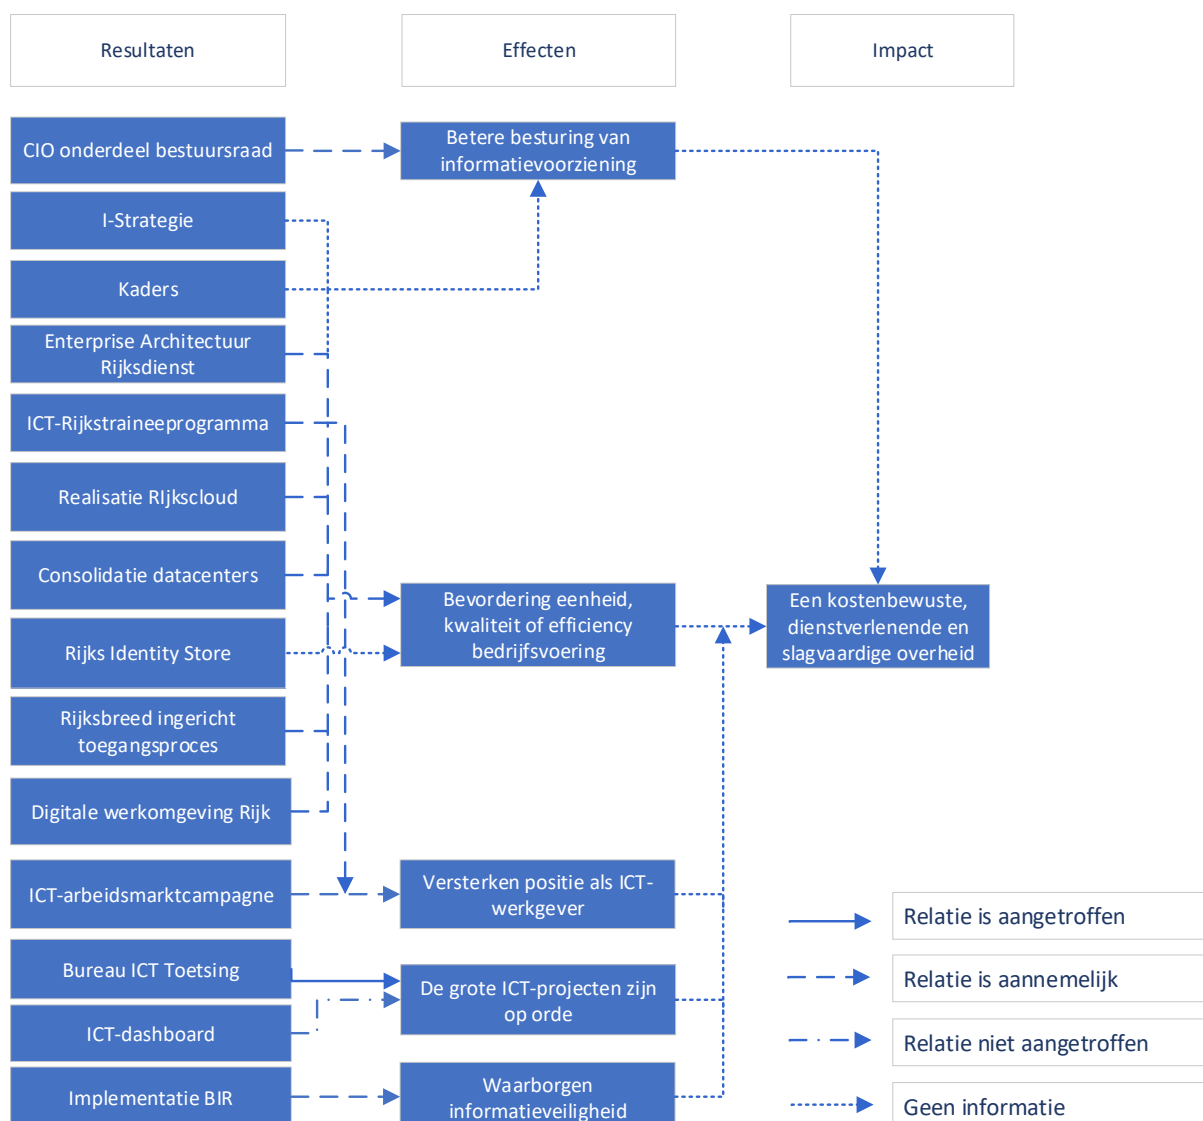 Resultaten
Effecten
Impact
CIO onderdeel bestuursraad
Betere besturing van
informatievoorziening
I-Strategie
Kaders
Enterprise Architectuur
Rijksdienst
ICT-Rijkstraineeprogramma
Realisatie RIjkscloud
Consolidatie datacenters
Bevordering eenheid,
kwaliteit of efficiency
bedrijfsvoering
Een kostenbewuste,
dienstverlenende en
slagvaardige overheid
Rijks Identity Store
Rijksbreed ingericht
toegangsproces
Digitale werkomgeving Rijk
ICT-arbeidsmarktcampagne
Versterken positie als ICT-
werkgever
Bureau ICT Toetsing
De grote ICT-projecten zijn
op orde
ICT-dashboard
Implementatie BIR
Waarborgen
informatieveiligheid
Relatie is aangetroffen
Relatie is aannemelijk
Relatie niet aangetroffen
Geen informatie